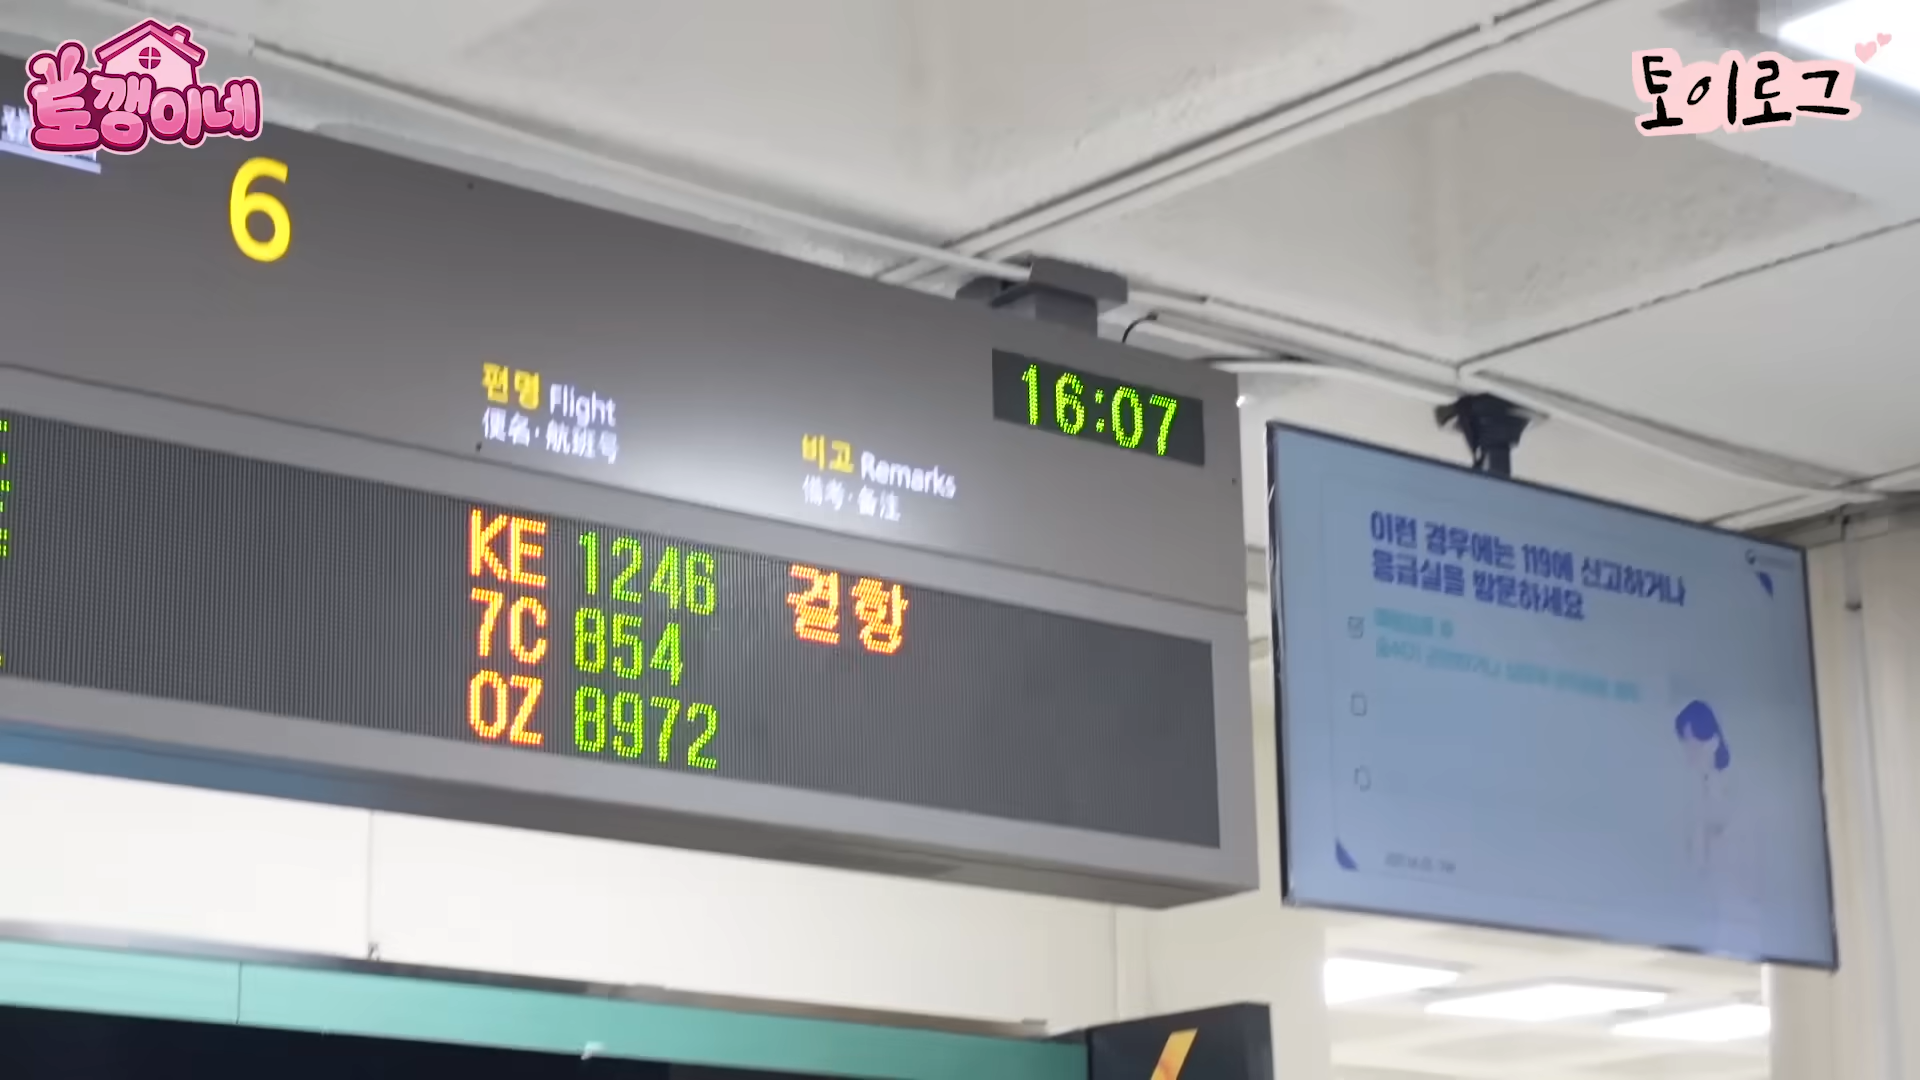 토깽이네
토이로그
6
편명 Flight
便名·航班号
비고 Remarks
備考·备注
16:07
KE 1246 결항
7C 854
OZ 8972
이런 경우에는 119에 신고하거나
응급실을 방문하세요